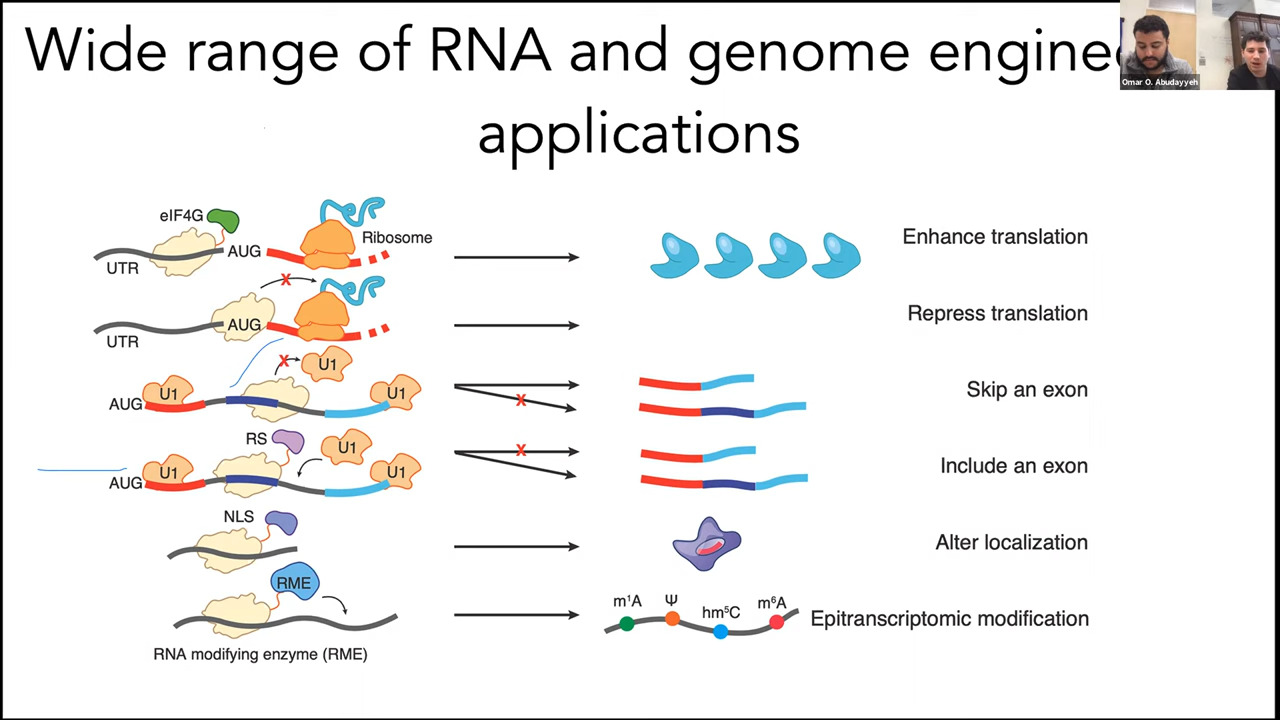 Wide range of RNA and genome enginee
applications
Omar O. Abudayyeh
eIF4G
Ribosome
UTR
AUG
Enhance translation
X
UTR
AUG
Repress translation
X
U1
AUG
U1
U1
X
Skip an exon
RS
U1
AUG
U1
U1
X
Include an exon
NLS
Alter localization
RME
m¹A
Ψ
hm⁵C
m⁶A
Epitranscriptomic modification
RNA modifying enzyme (RME)